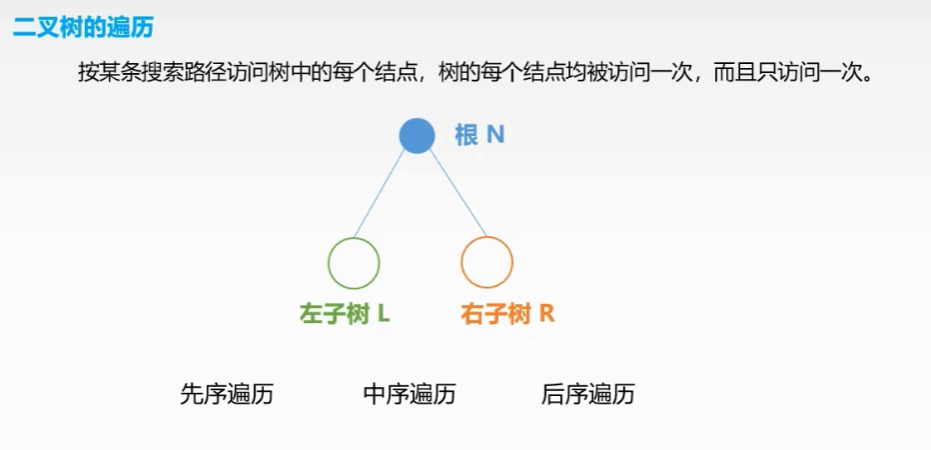 二叉树的遍历
按某条搜索路径访问树中的每个结点，树的每个结点均被访问一次，而且只访问一次。
根 N
左子树 L
右子树 R
先序遍历
中序遍历
后序遍历